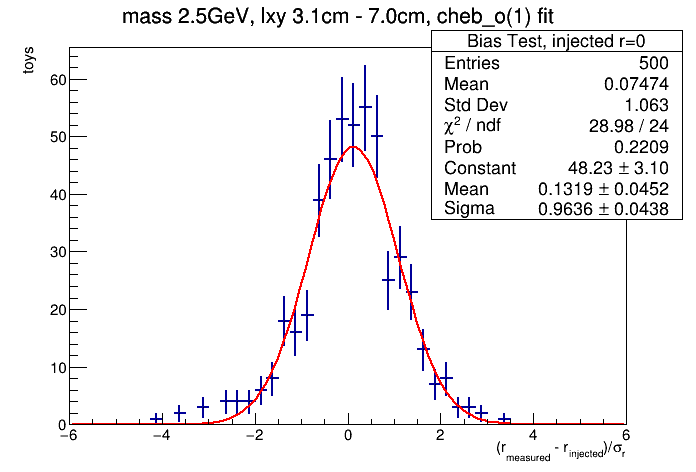 mass 2.5GeV, lxy 3.1cm - 7.0cm, cheb_o(1) fit
Bias Test, injected r=0
Entries 500
Mean 0.07474
Std Dev 1.063
χ² / ndf 28.98 / 24
Prob 0.2209
Constant 48.23 ± 3.10
Mean 0.1319 ± 0.0452
Sigma 0.9636 ± 0.0438
toys
60
50
40
30
20
10
0
−6 −4 −2 0 2 4 6
(r_measured - r_injected)/σ_r